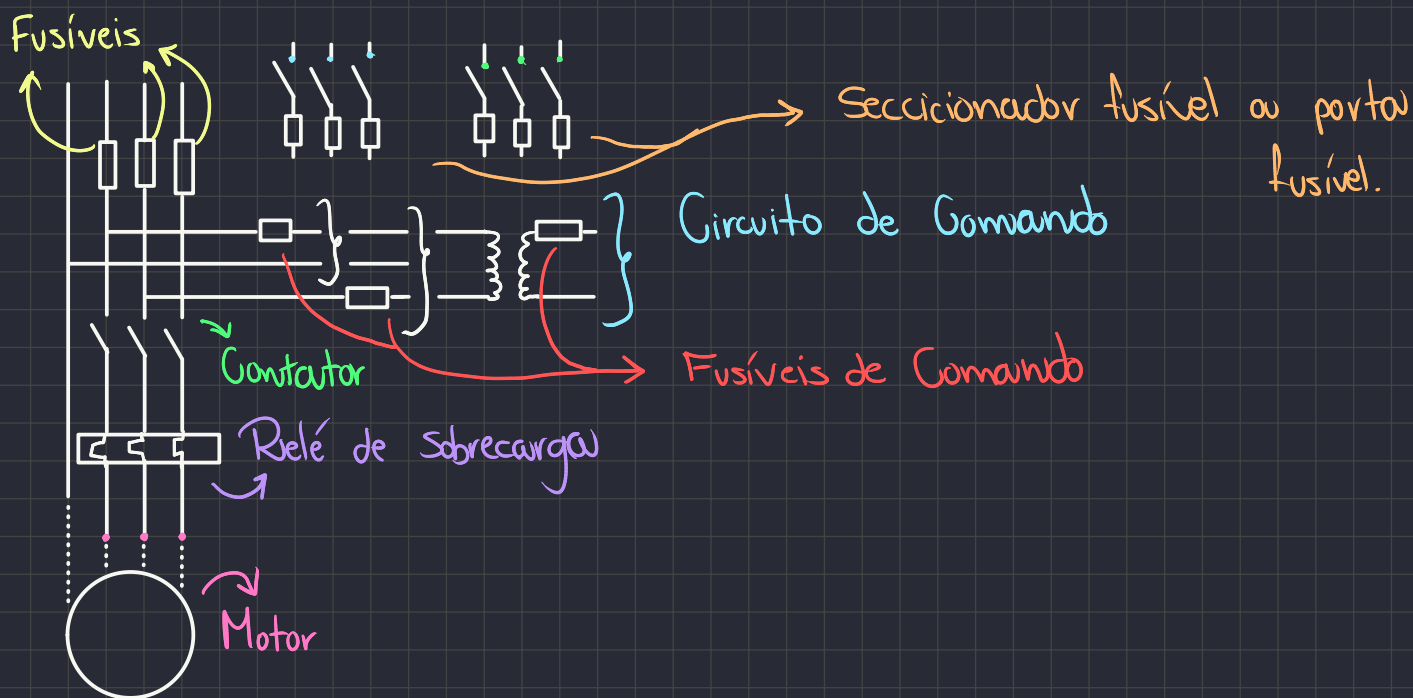 Fusíveis
Seccicionador fusível ou porta
fusível.
Circuito de Comando
Contator
Fusíveis de Comando
Relé de sobrecarga
Motor